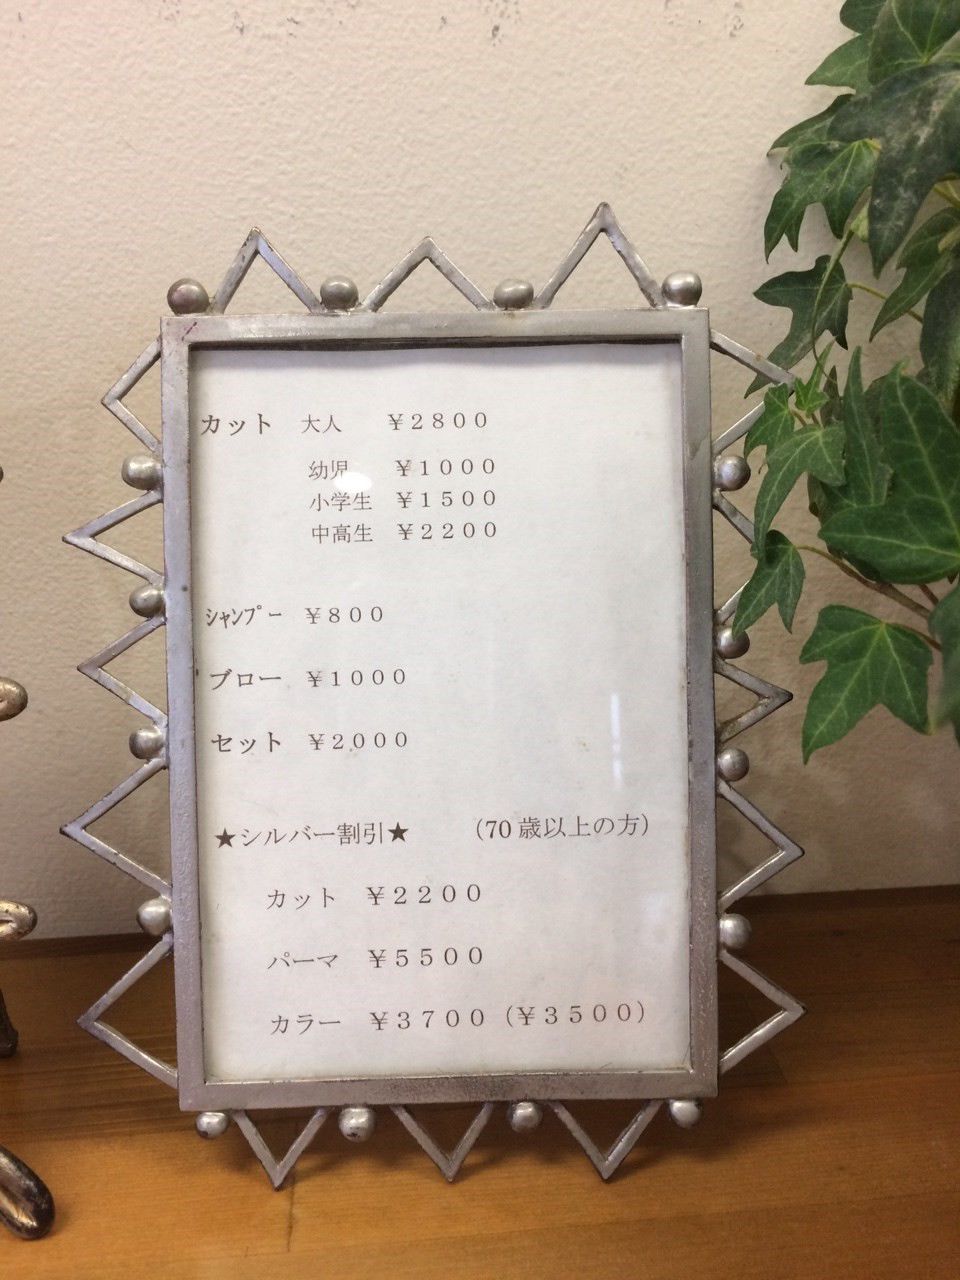 カット 大人 ￥２８００
幼児 ￥１０００
小学生 ￥１５００
中高生 ￥２２００
ｼｬﾝﾌﾟｰ ￥８００
ブロー ￥１０００
セット ￥２０００
★シルバー割引★ （70 歳以上の方）
カット ￥２２００
パーマ ￥５５００
カラー ￥３７００（￥３５００）